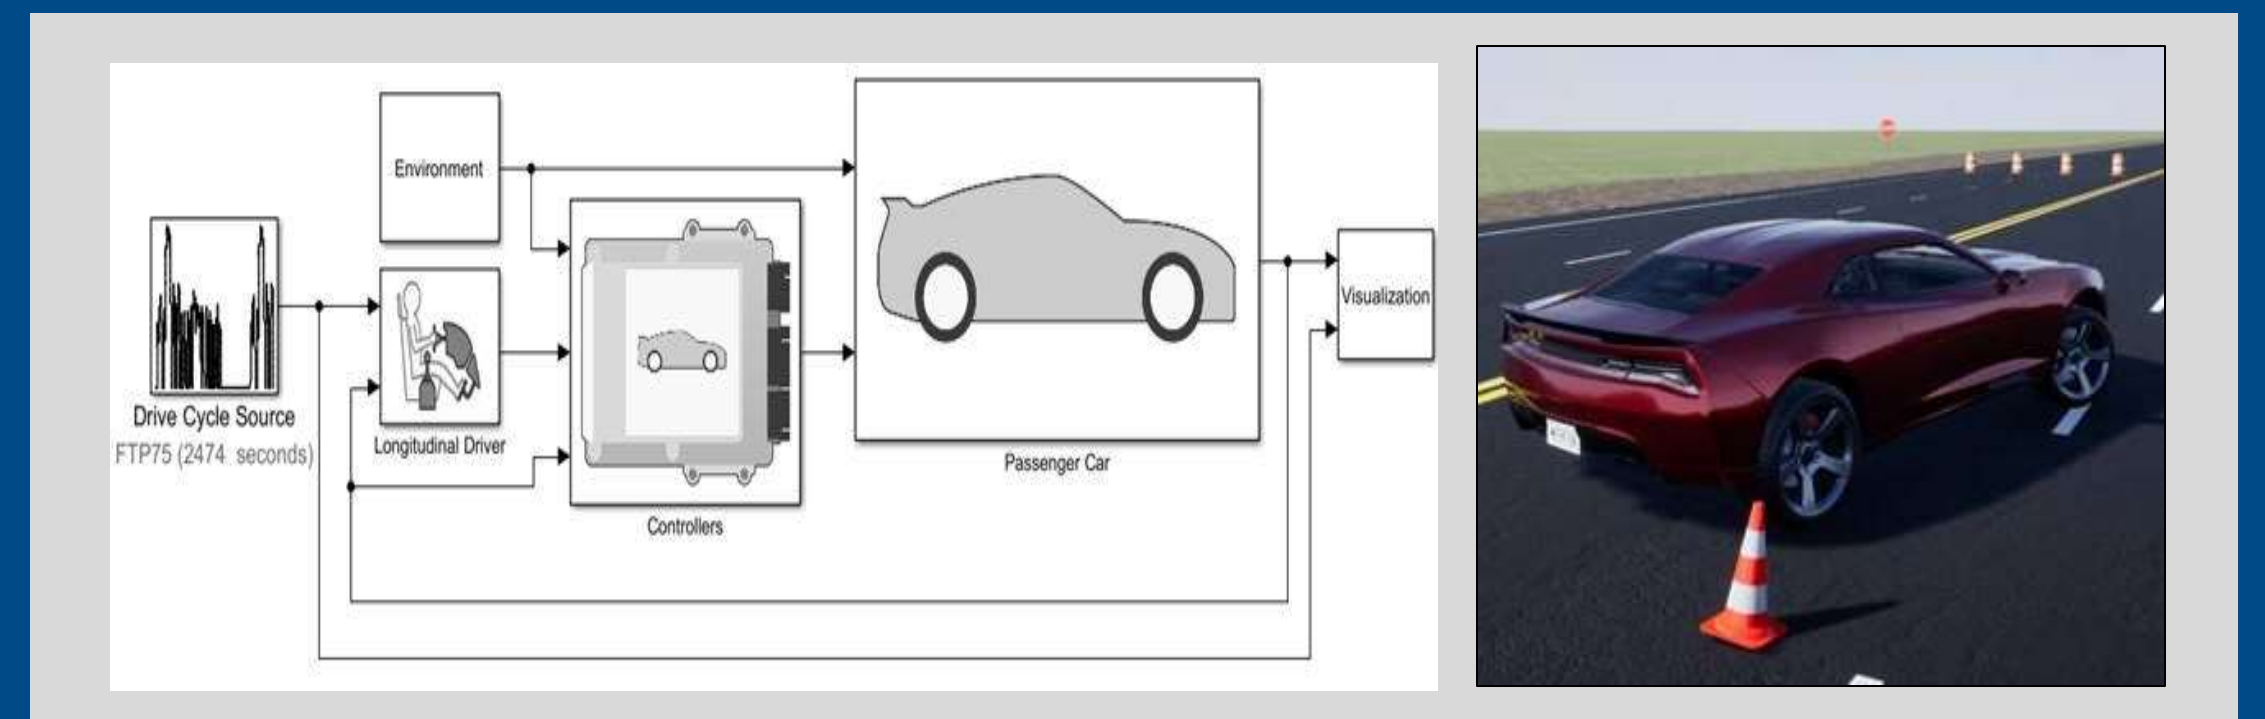 Environment
Drive Cycle Source
FTP75 (2474 seconds)
Longitudinal Driver
Controllers
Passenger Car
Visualization